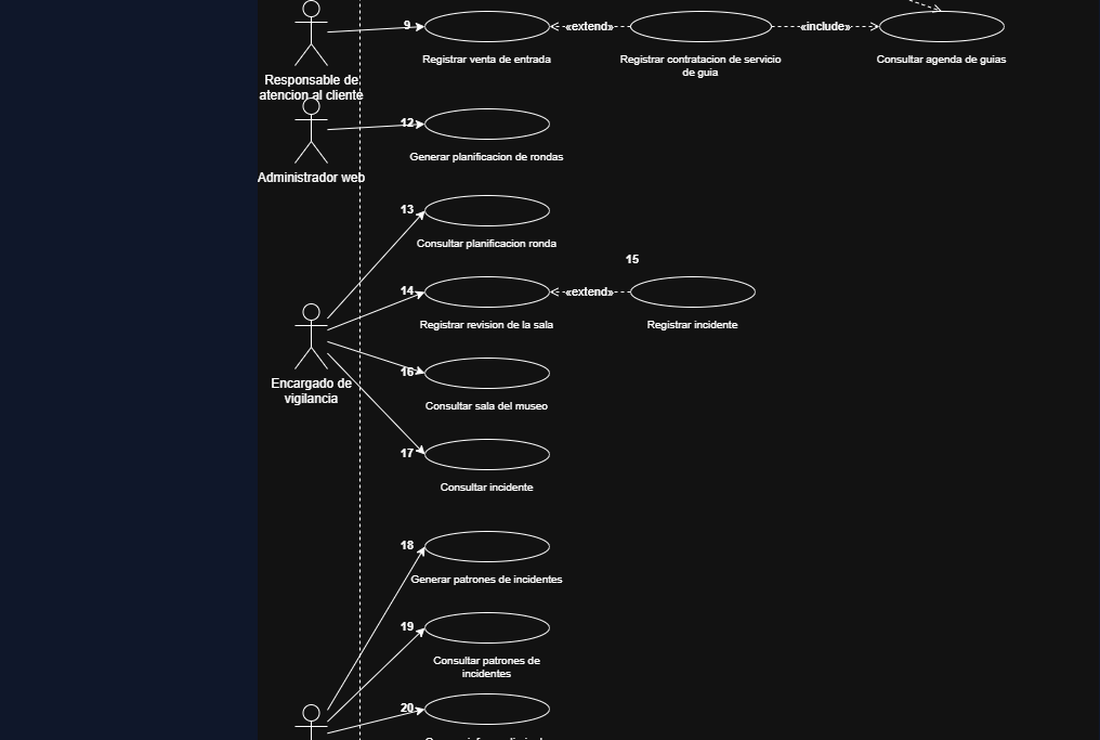 9
«extend»
«include»
Registrar venta de entrada
Registrar contratacion de servicio
de guia
Consultar agenda de guias
Responsable de
atencion al cliente
12
Generar planificacion de rondas
Administrador web
13
Consultar planificacion ronda
15
14
«extend»
Registrar revision de la sala
Registrar incidente
16
Encargado de
vigilancia
Consultar sala del museo
17
Consultar incidente
18
Generar patrones de incidentes
19
Consultar patrones de
incidentes
20